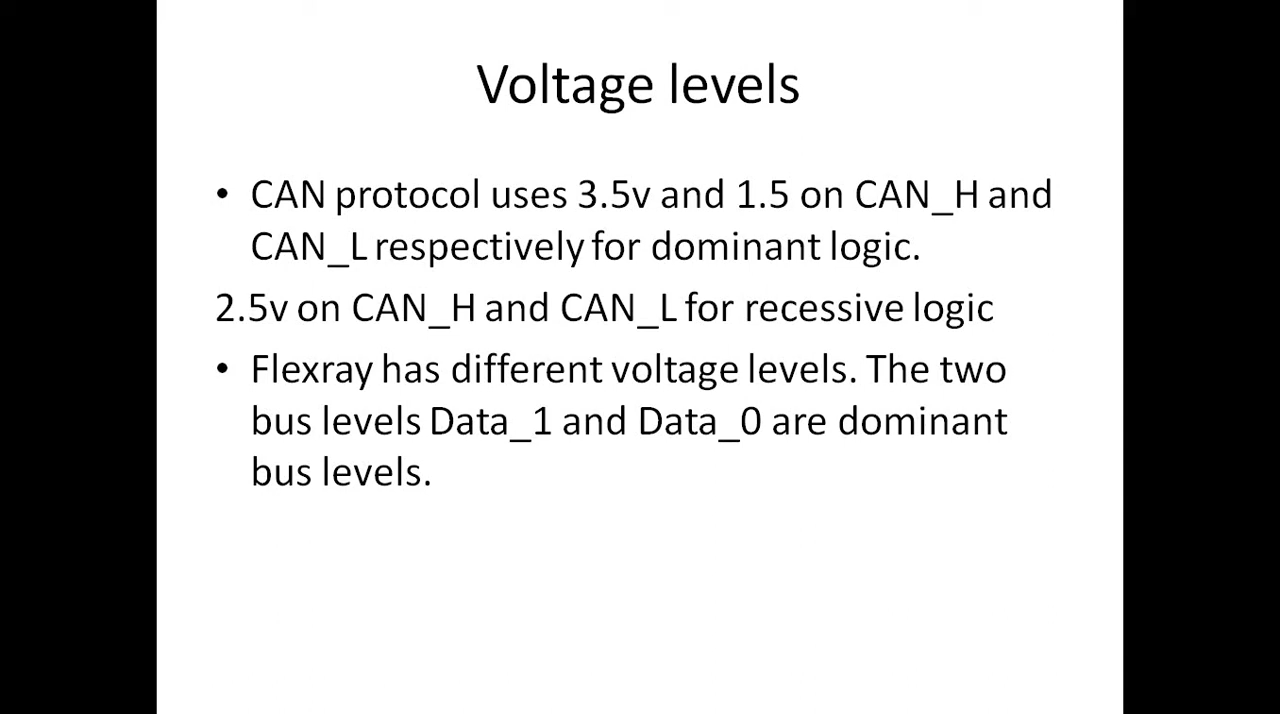 Voltage levels
• CAN protocol uses 3.5v and 1.5 on CAN_H and
CAN_L respectively for dominant logic.
2.5v on CAN_H and CAN_L for recessive logic
• Flexray has different voltage levels. The two
bus levels Data_1 and Data_0 are dominant
bus levels.